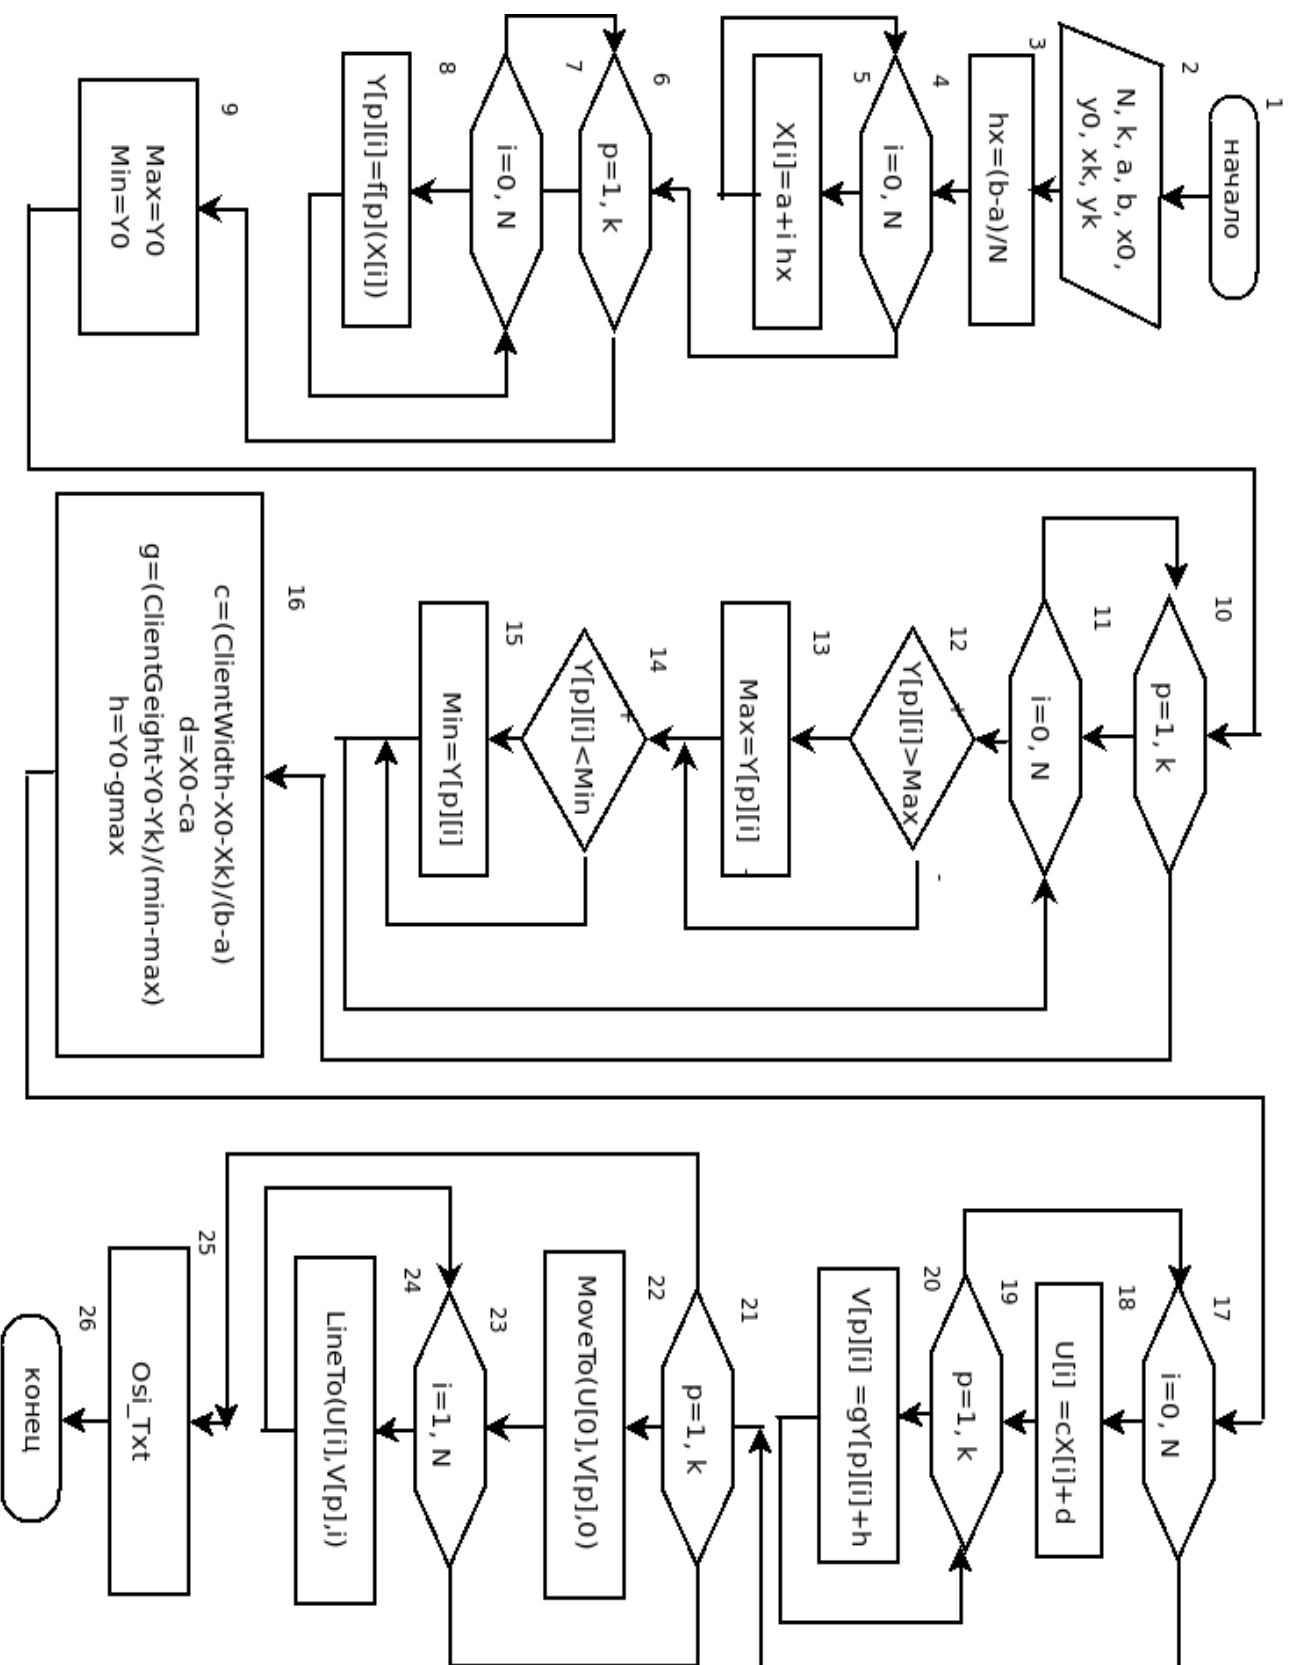 1
начало
2
N, k, a, b, x0,
y0, xk, yk
3
hx=(b-a)/N
4
i=0, N
5
X[i]=a+i hx
6
p=1, k
7
i=0, N
8
Y[p][i]=f[p](X[i])
9
Max=Y0
Min=Y0
10
p=1, k
11
i=0, N
12
+
Y[p][i]>Max
-
13
Max=Y[p][i]
-
14
+
Y[p][i]<Min
15
Min=Y[p][i]
16
c=(ClientWidth-X0-Xk)/(b-a)
d=X0-ca
g=(ClientGeight-Y0-Yk)/(min-max)
h=Y0-gmax
17
i=0, N
18
U[i] =cX[i]+d
19
p=1, k
20
V[p][i] =gY[p][i]+h
21
p=1, k
22
MoveTo(U[0],V[p],0)
23
i=1, N
24
LineTo(U[i],V[p],i)
25
Osi_Txt
26
конец